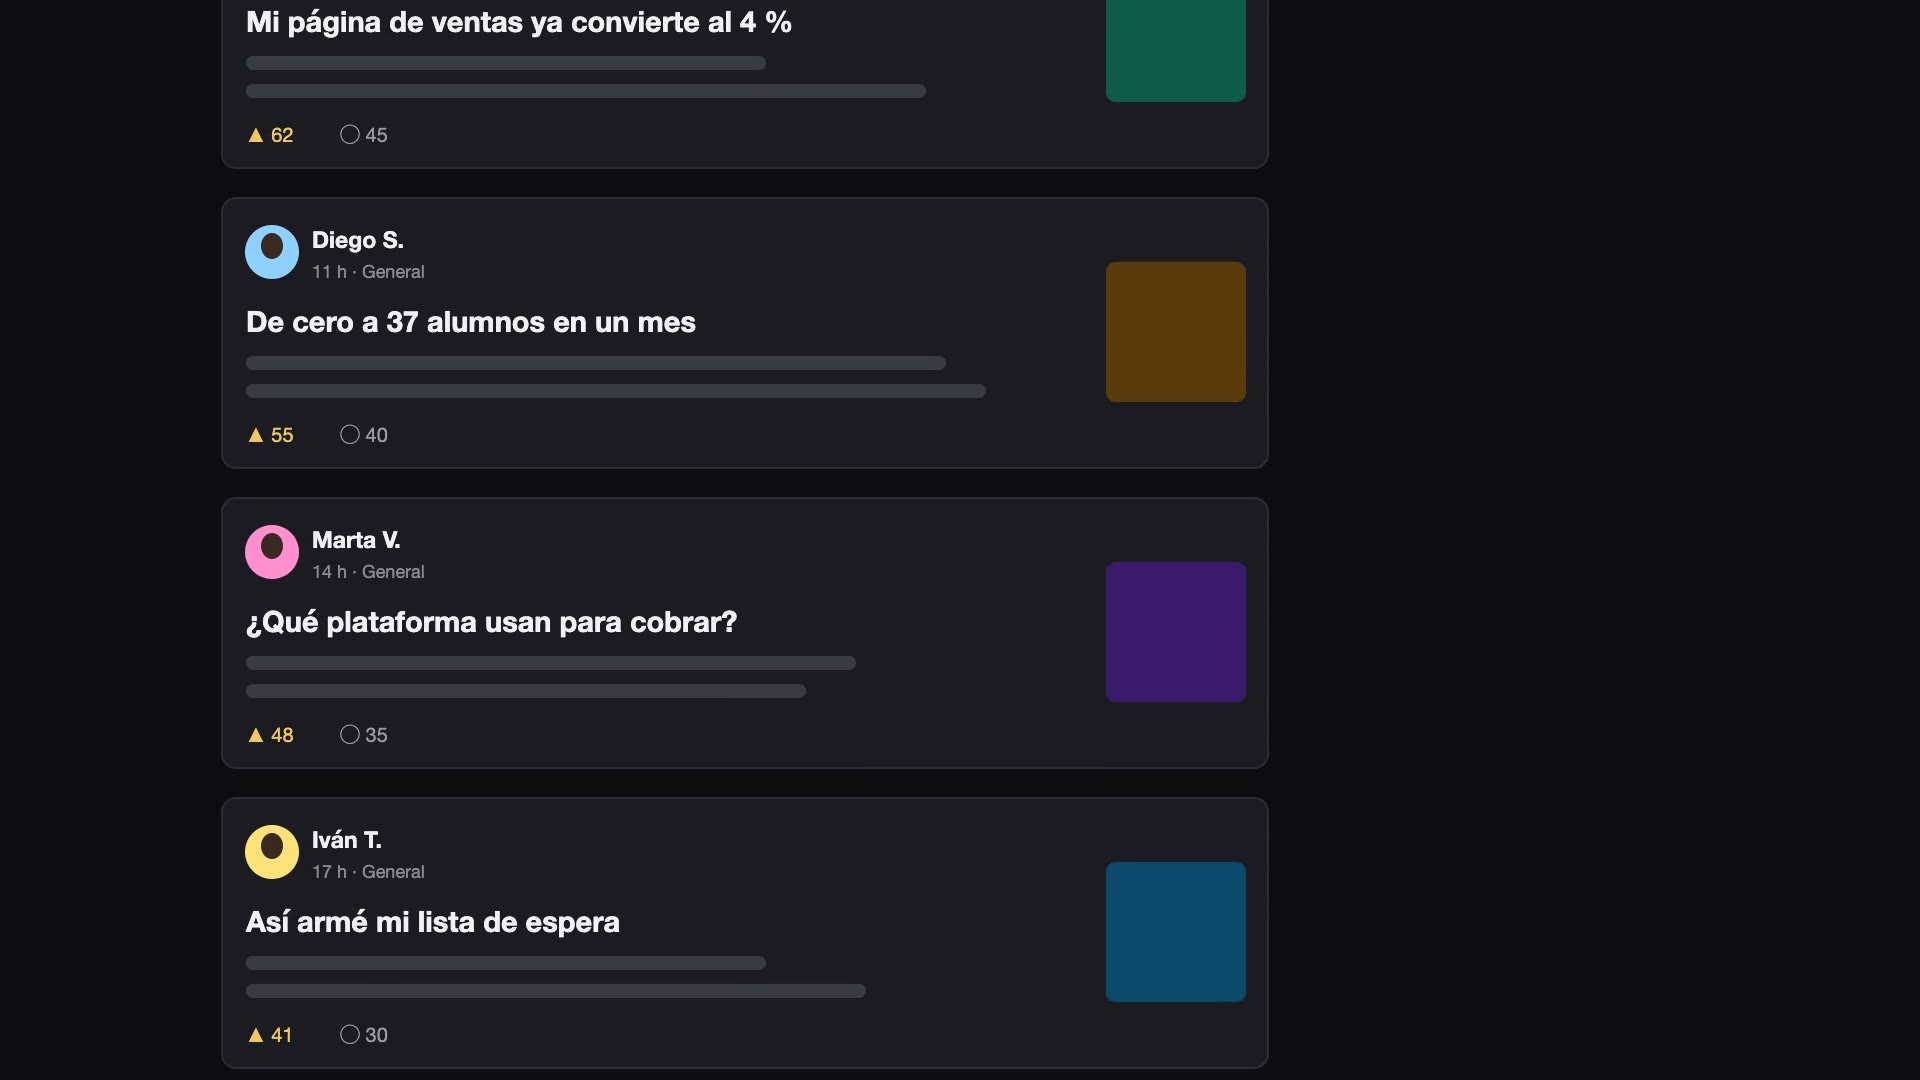 Mi página de ventas ya convierte al 4 %
▲ 62 ◯ 45
Diego S.
11 h · General
De cero a 37 alumnos en un mes
▲ 55 ◯ 40
Marta V.
14 h · General
¿Qué plataforma usan para cobrar?
▲ 48 ◯ 35
Iván T.
17 h · General
Así armé mi lista de espera
▲ 41 ◯ 30